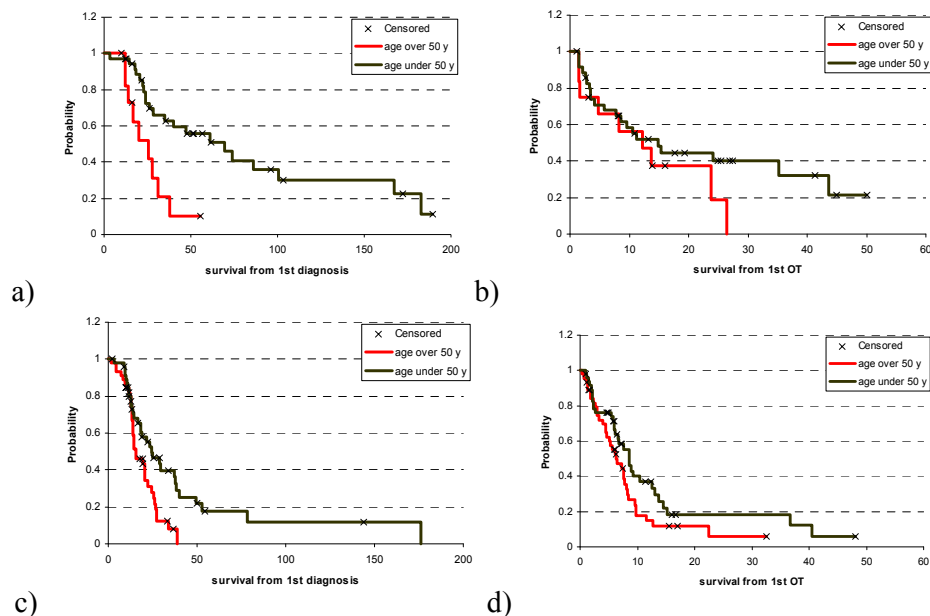 1.2
1
0.8
0.6
0.4
0.2
0
Probability
0 50 100 150 200
survival from 1st diagnosis
Censored
age over 50 y
age under 50 y
a)
1.2
1
0.8
0.6
0.4
0.2
0
Probability
0 10 20 30 40 50 60
survival from 1st OT
Censored
age over 50 y
age under 50 y
b)
1.2
1
0.8
0.6
0.4
0.2
0
Probability
0 50 100 150 200
survival from 1st diagnosis
Censored
age over 50 y
age under 50 y
c)
1.2
1
0.8
0.6
0.4
0.2
0
Probability
0 10 20 30 40 50 60
survival from 1st OT
Censored
age over 50 y
age under 50 y
d)